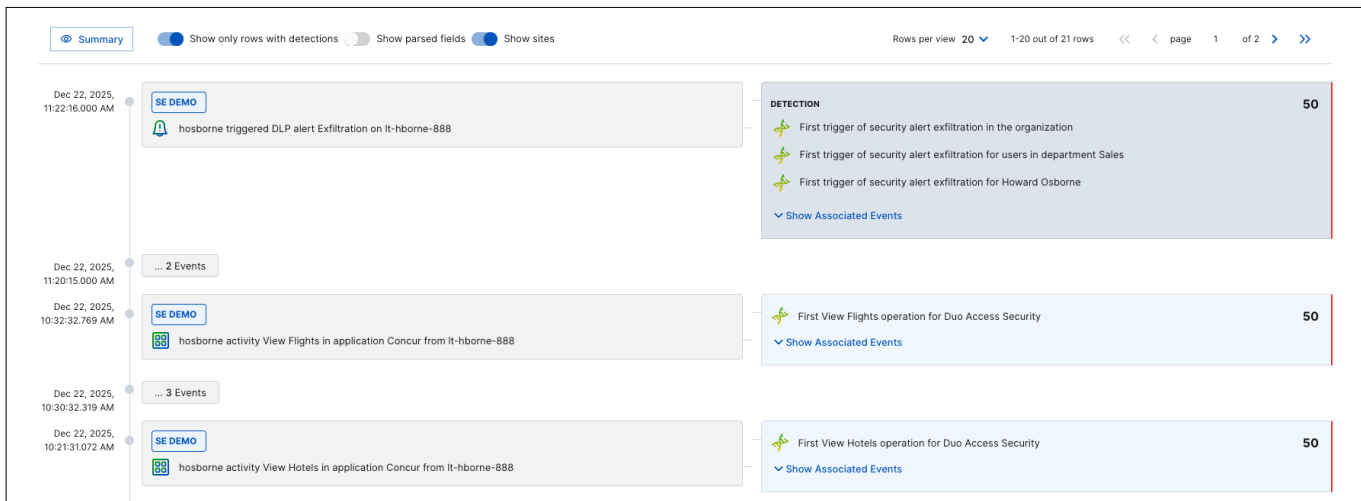 Summary
Show only rows with detections
Show parsed fields
Show sites
Rows per view 20
1-20 out of 21 rows
page 1 of 2
Dec 22, 2025,
11:22:16.000 AM
SE DEMO
hosborne triggered DLP alert Exfiltration on lt-hborne-888
DETECTION
50
First trigger of security alert exfiltration in the organization
First trigger of security alert exfiltration for users in department Sales
First trigger of security alert exfiltration for Howard Osborne
Show Associated Events
Dec 22, 2025,
11:20:15.000 AM
... 2 Events
Dec 22, 2025,
10:32:32.769 AM
SE DEMO
hosborne activity View Flights in application Concur from lt-hborne-888
First View Flights operation for Duo Access Security
50
Show Associated Events
Dec 22, 2025,
10:30:32.319 AM
... 3 Events
Dec 22, 2025,
10:21:31.072 AM
SE DEMO
hosborne activity View Hotels in application Concur from lt-hborne-888
First View Hotels operation for Duo Access Security
50
Show Associated Events